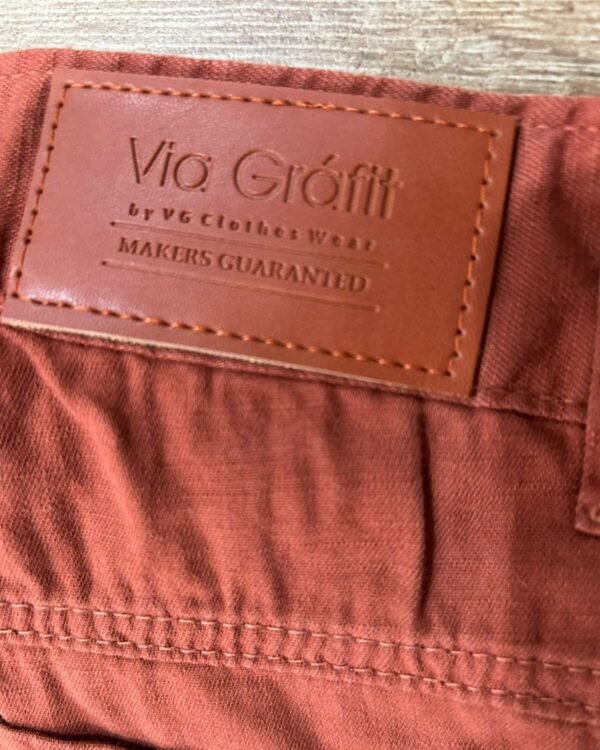 Via Gráfit
by VG Clothes Wear
MAKERS GUARANTED